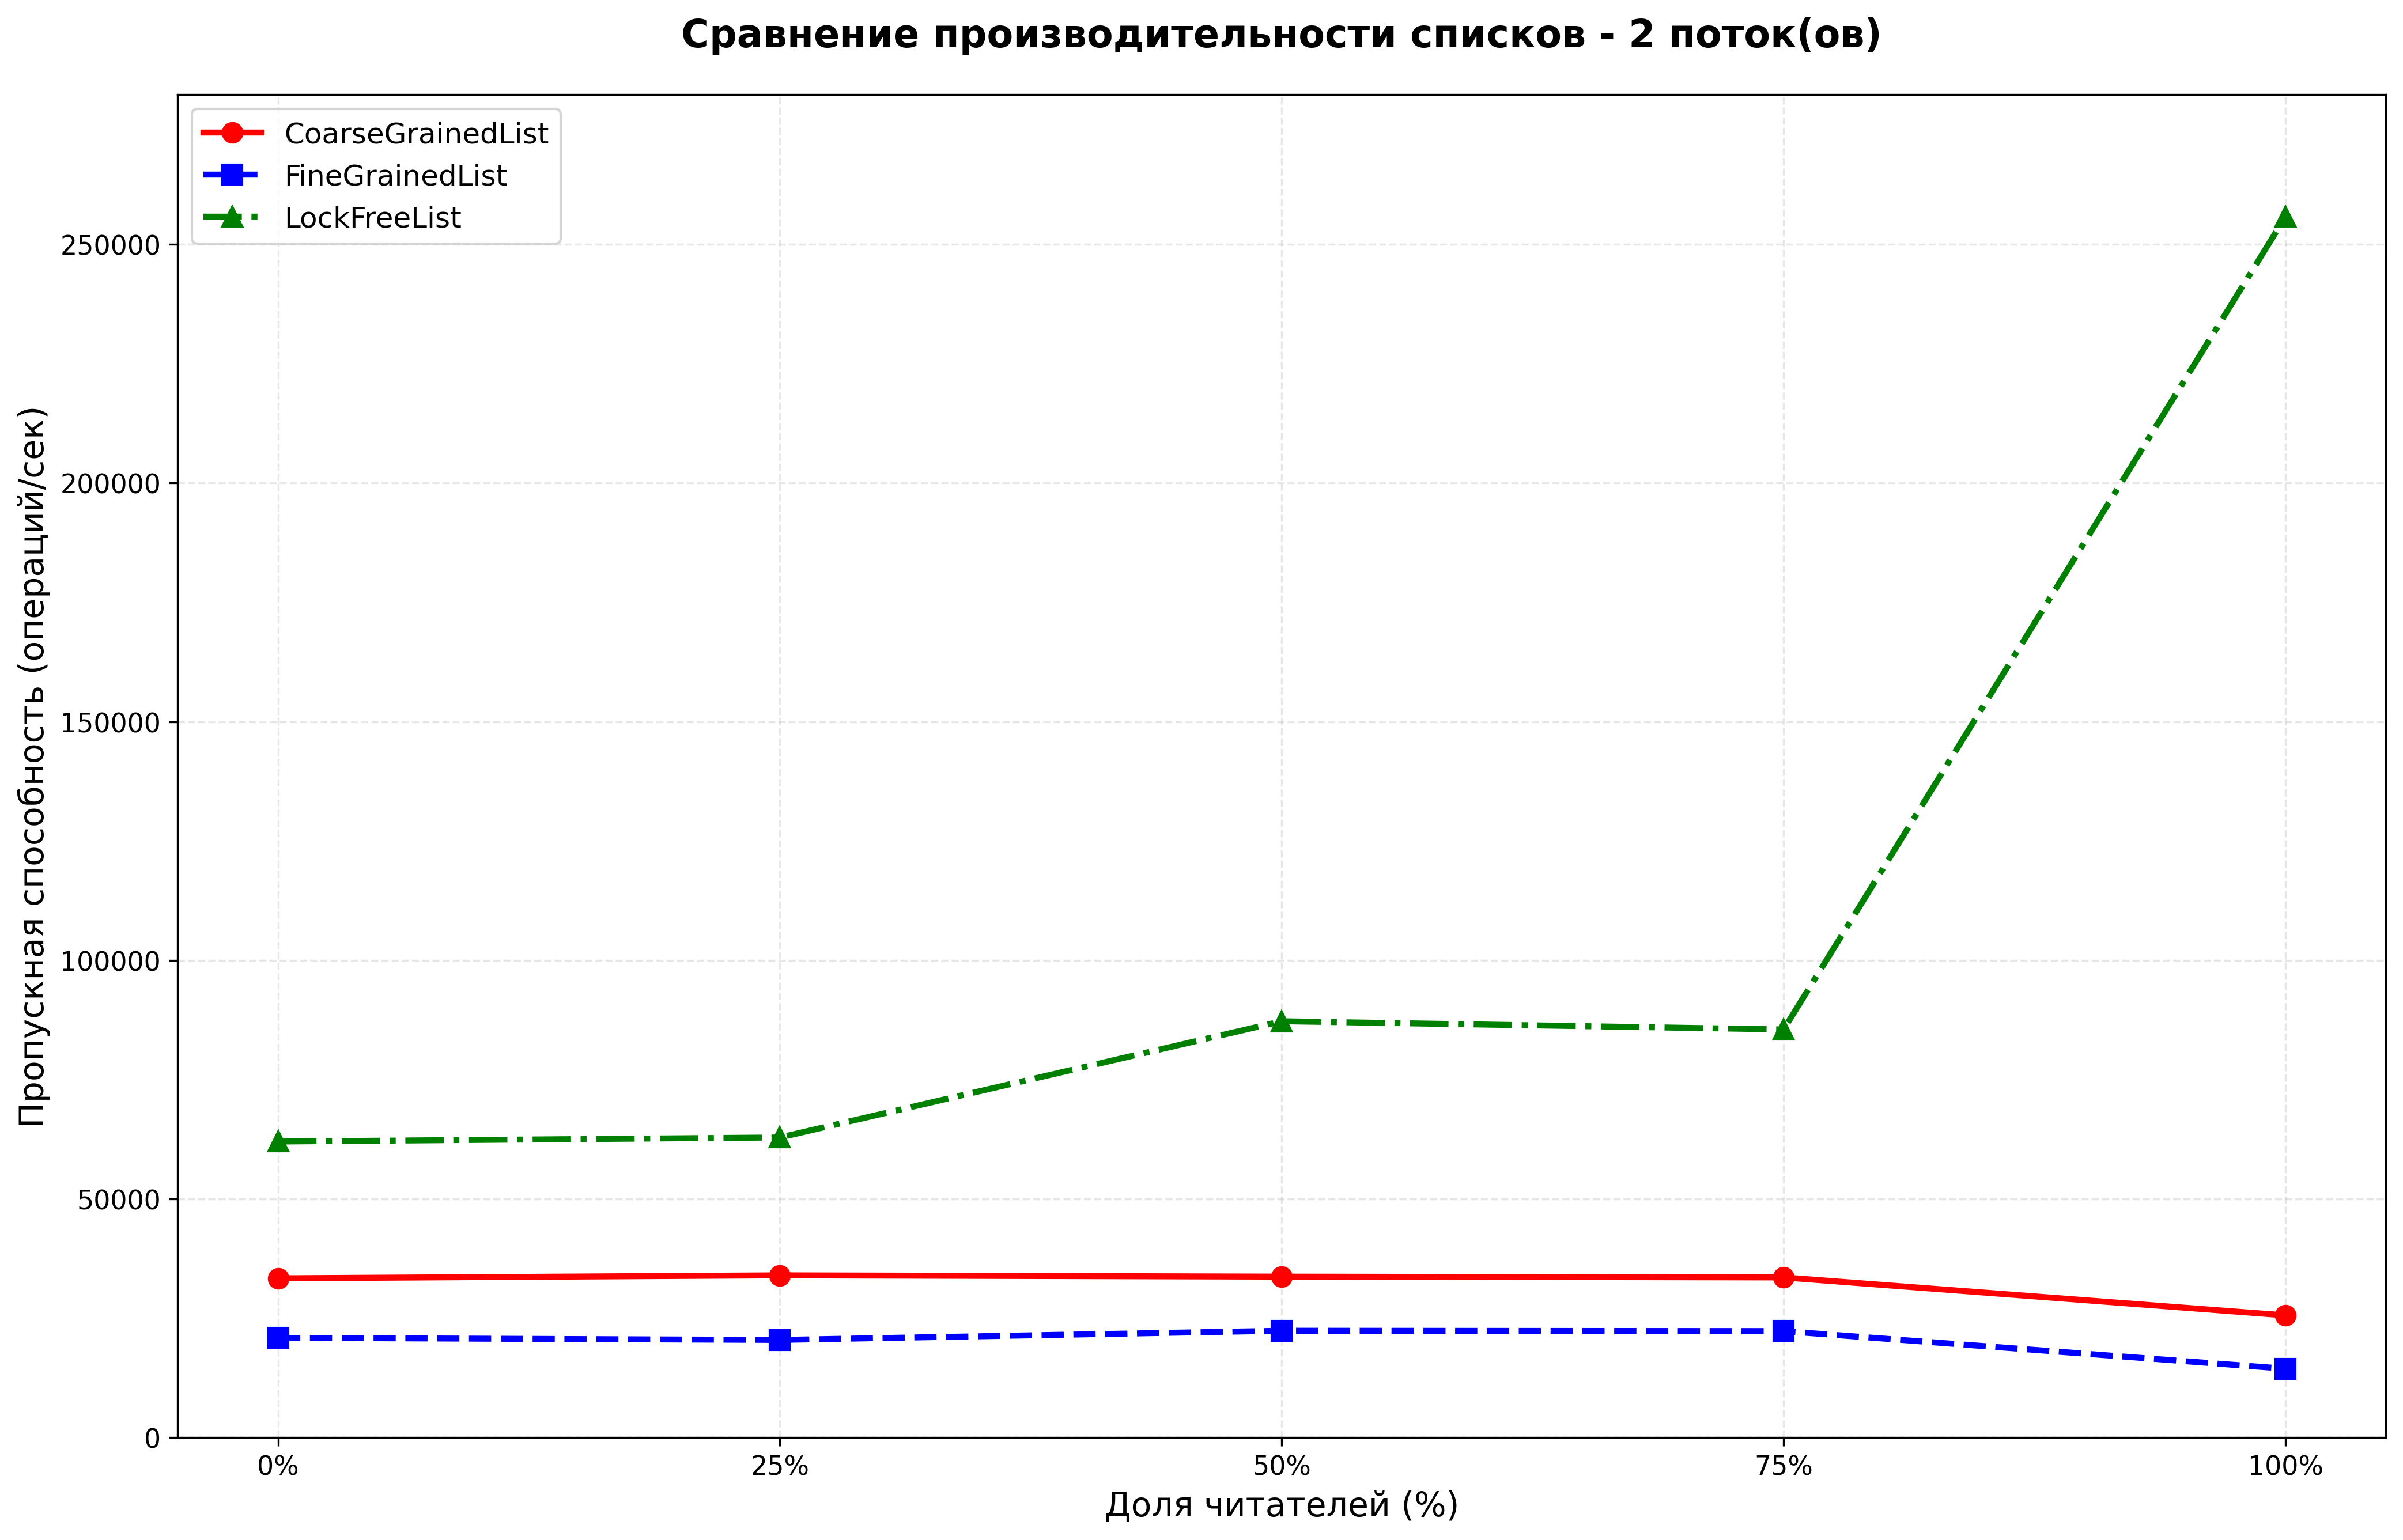 Сравнение производительности списков - 2 поток(ов)
CoarseGrainedList
FineGrainedList
LockFreeList
Пропускная способность (операций/сек)
250000
200000
150000
100000
50000
0
0%
25%
50%
75%
100%
Доля читателей (%)